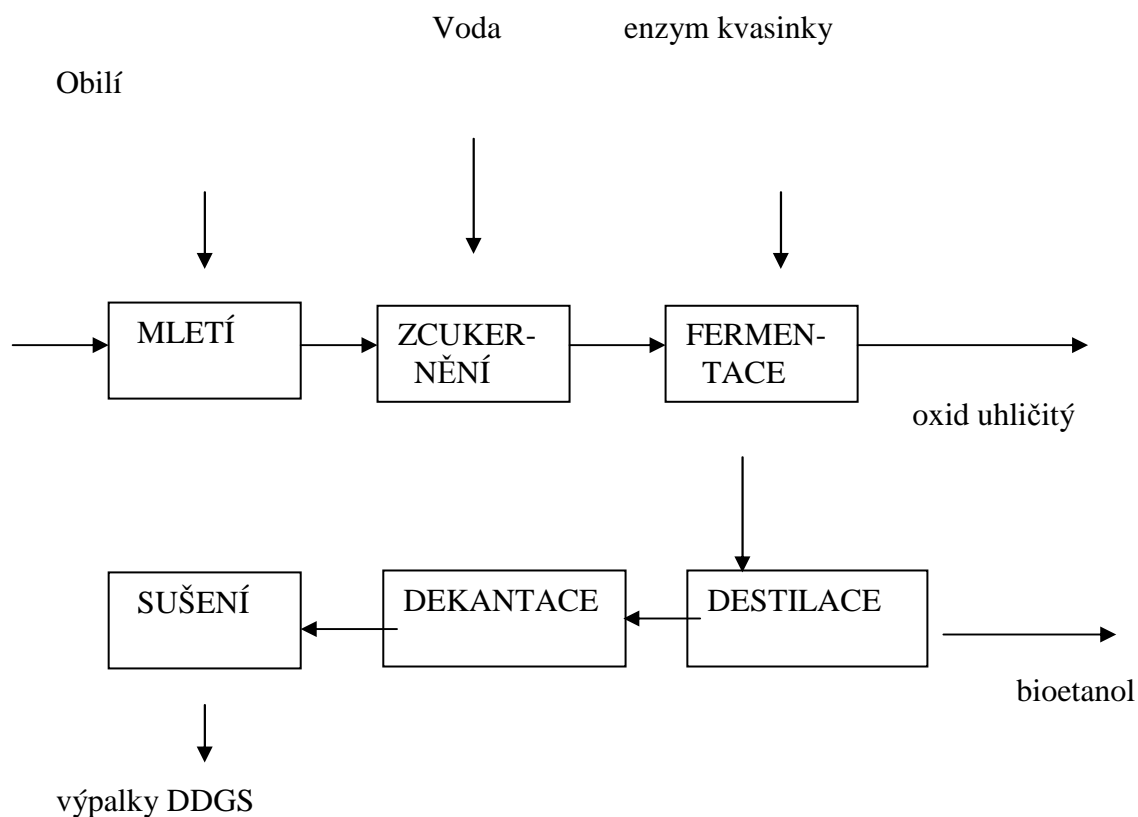 Voda enzym kvasinky
Obilí
MLETÍ
ZCUKER-
NĚNÍ
FERMEN-
TACE
oxid uhličitý
SUŠENÍ
DEKANTACE
DESTILACE
bioetanol
výpalky DDGS